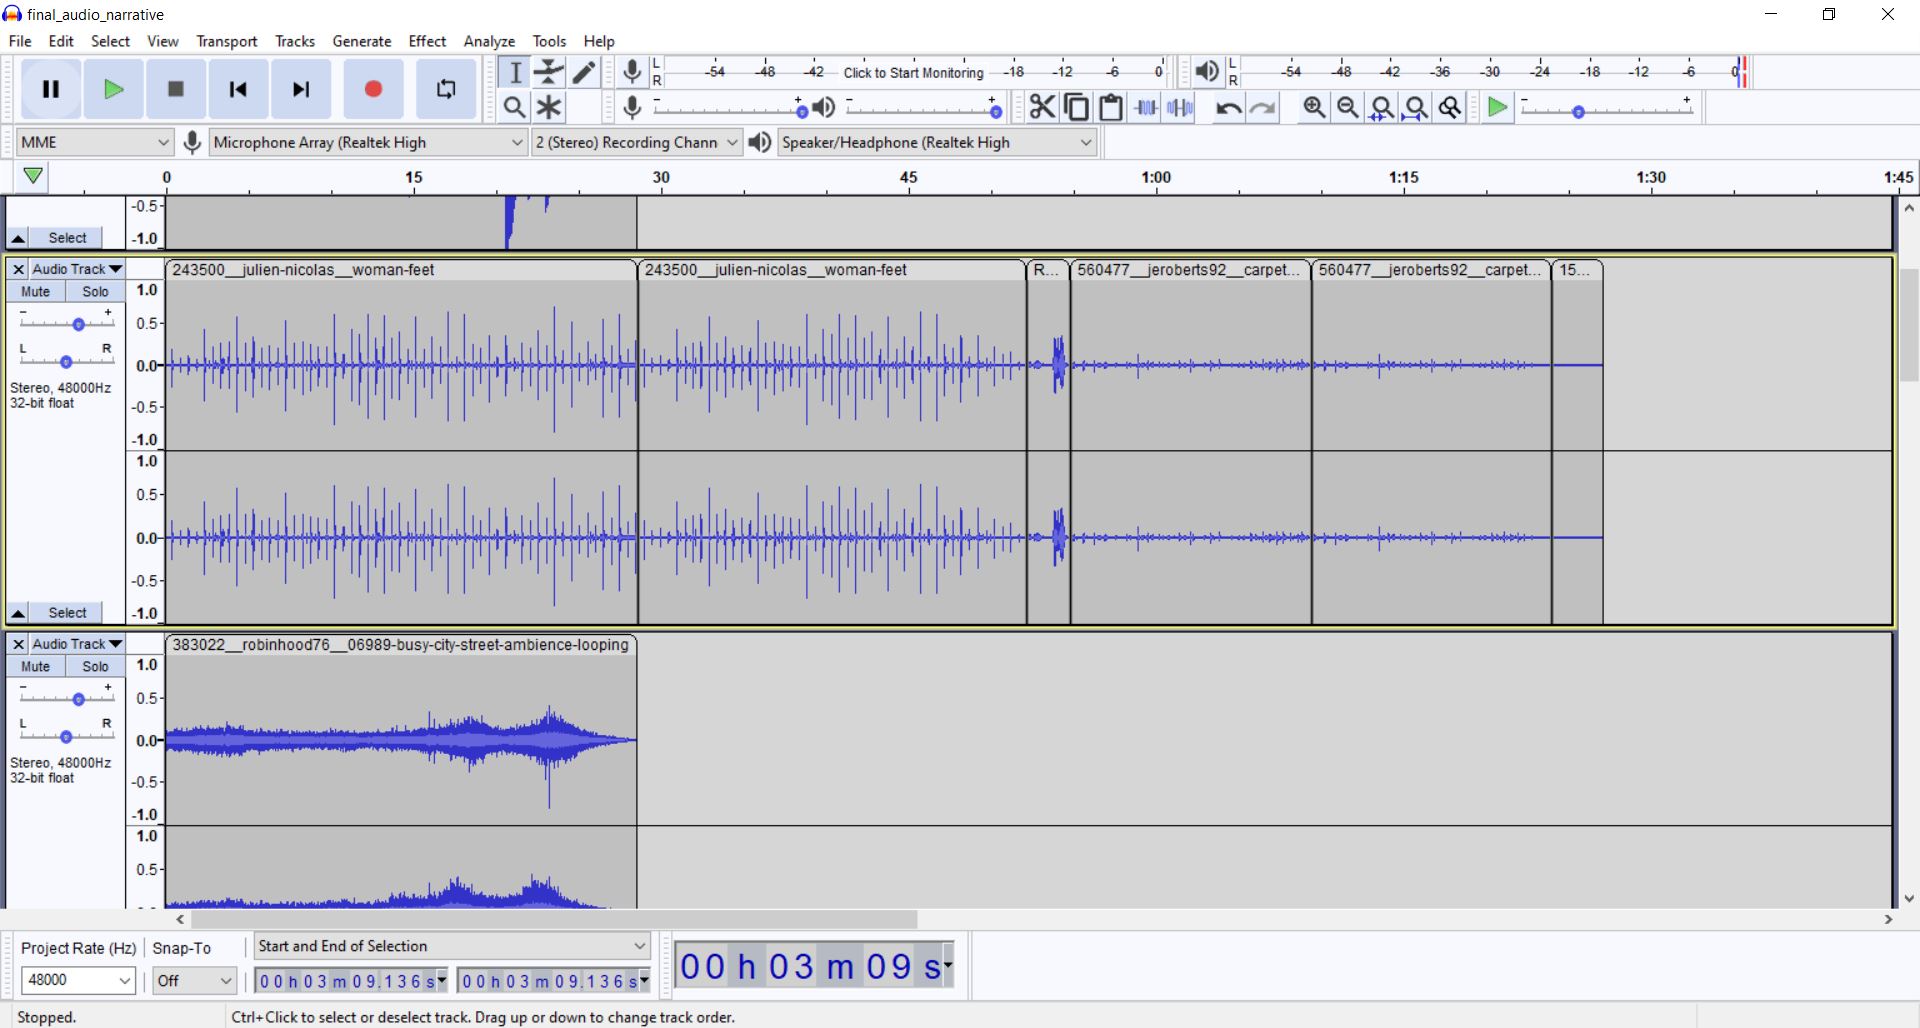 final_audio_narrative
File Edit Select View Transport Tracks Generate Effect Analyze Tools Help
L R -54 -48 -42 Click to Start Monitoring -18 -12 -6 0
L R -54 -48 -42 -36 -30 -24 -18 -12 -6 0
- + - + - +
MME Microphone Array (Realtek High 2 (Stereo) Recording Chann Speaker/Headphone (Realtek High
0 15 30 45 1:00 1:15 1:30 1:45
-0.5
Select -1.0
Audio Track 243500__julien-nicolas__woman-feet 243500__julien-nicolas__woman-feet R... 560477__jeroberts92__carpet... 560477__jeroberts92__carpet... 15...
Mute Solo 1.0
- + 0.5
L R 0.0
Stereo, 48000Hz
32-bit float -0.5
-1.0
1.0
0.5
0.0
-0.5
Select -1.0
Audio Track 383022__robinhood76__06989-busy-city-street-ambience-looping
Mute Solo 1.0
- + 0.5
L R 0.0
Stereo, 48000Hz
32-bit float -0.5
-1.0
1.0
0.5
Project Rate (Hz) Snap-To Start and End of Selection
48000 Off 00 h 03 m 09.136 s 00 h 03 m 09.136 s 00 h 03 m 09 s
Stopped. Ctrl+Click to select or deselect track. Drag up or down to change track order.